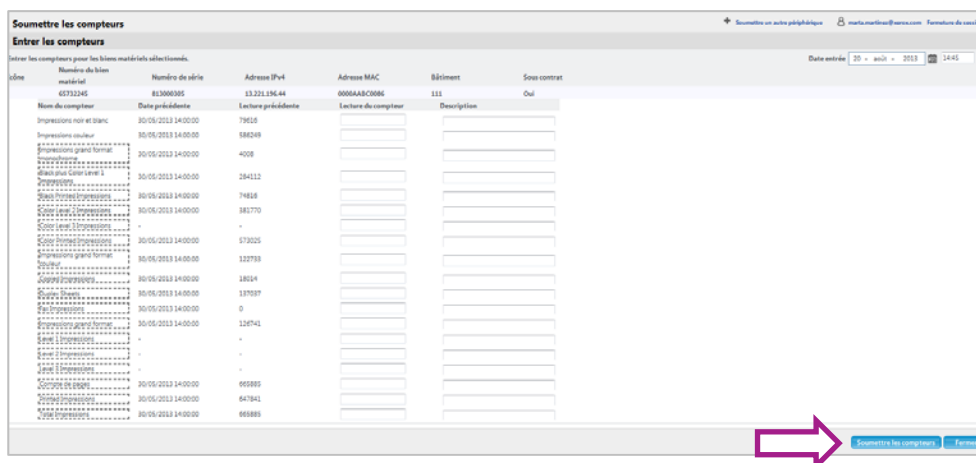 Soumettre les compteurs
Soumettre un autre périphérique marta.martinez@xerox.com Fermeture de sessi
Entrer les compteurs
Entrer les compteurs pour les biens matériels sélectionnés. Date entrée 20 - août - 2013 14:45
cône Numéro du bien matériel Numéro de série Adresse IPv4 Adresse MAC Bâtiment Sous contrat
65732245 813000305 13.221.196.44 0000AABC0086 111 Oui
Nom du compteur Date précédente Lecture précédente Lecture du compteur Description
Impressions noir et blanc 30/05/2013 14:00:00 79616
Impressions couleur 30/05/2013 14:00:00 586249
Impressions grand format monochrome 30/05/2013 14:00:00 4008
Black plus Color Level 1 Impressions 30/05/2013 14:00:00 284112
Black Printed Impressions 30/05/2013 14:00:00 74816
Color Level 2 Impressions 30/05/2013 14:00:00 381770
Color Level 3 Impressions - -
Color Printed Impressions 30/05/2013 14:00:00 573025
Impressions grand format couleur 30/05/2013 14:00:00 122733
Copied Impressions 30/05/2013 14:00:00 18014
Duplex Sheets 30/05/2013 14:00:00 137037
Fax Impressions 30/05/2013 14:00:00 0
Impressions grand format 30/05/2013 14:00:00 126741
Level 1 Impressions - -
Level 2 Impressions - -
Level 3 Impressions - -
Compte de pages 30/05/2013 14:00:00 665885
Printed Impressions 30/05/2013 14:00:00 647841
Total Impressions 30/05/2013 14:00:00 665885
Soumettre les compteurs Fermer